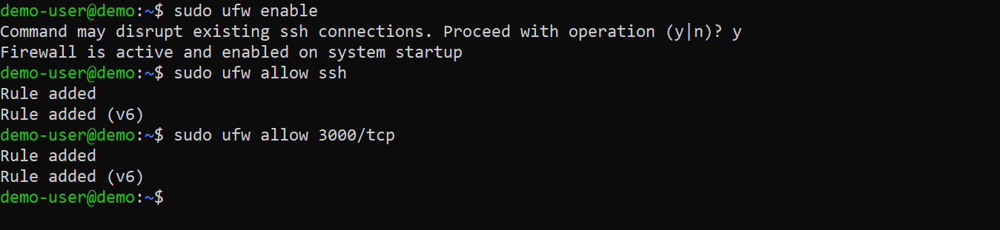 demo-user@demo:~$ sudo ufw enable
Command may disrupt existing ssh connections. Proceed with operation (y|n)? y
Firewall is active and enabled on system startup
demo-user@demo:~$ sudo ufw allow ssh
Rule added
Rule added (v6)
demo-user@demo:~$ sudo ufw allow 3000/tcp
Rule added
Rule added (v6)
demo-user@demo:~$